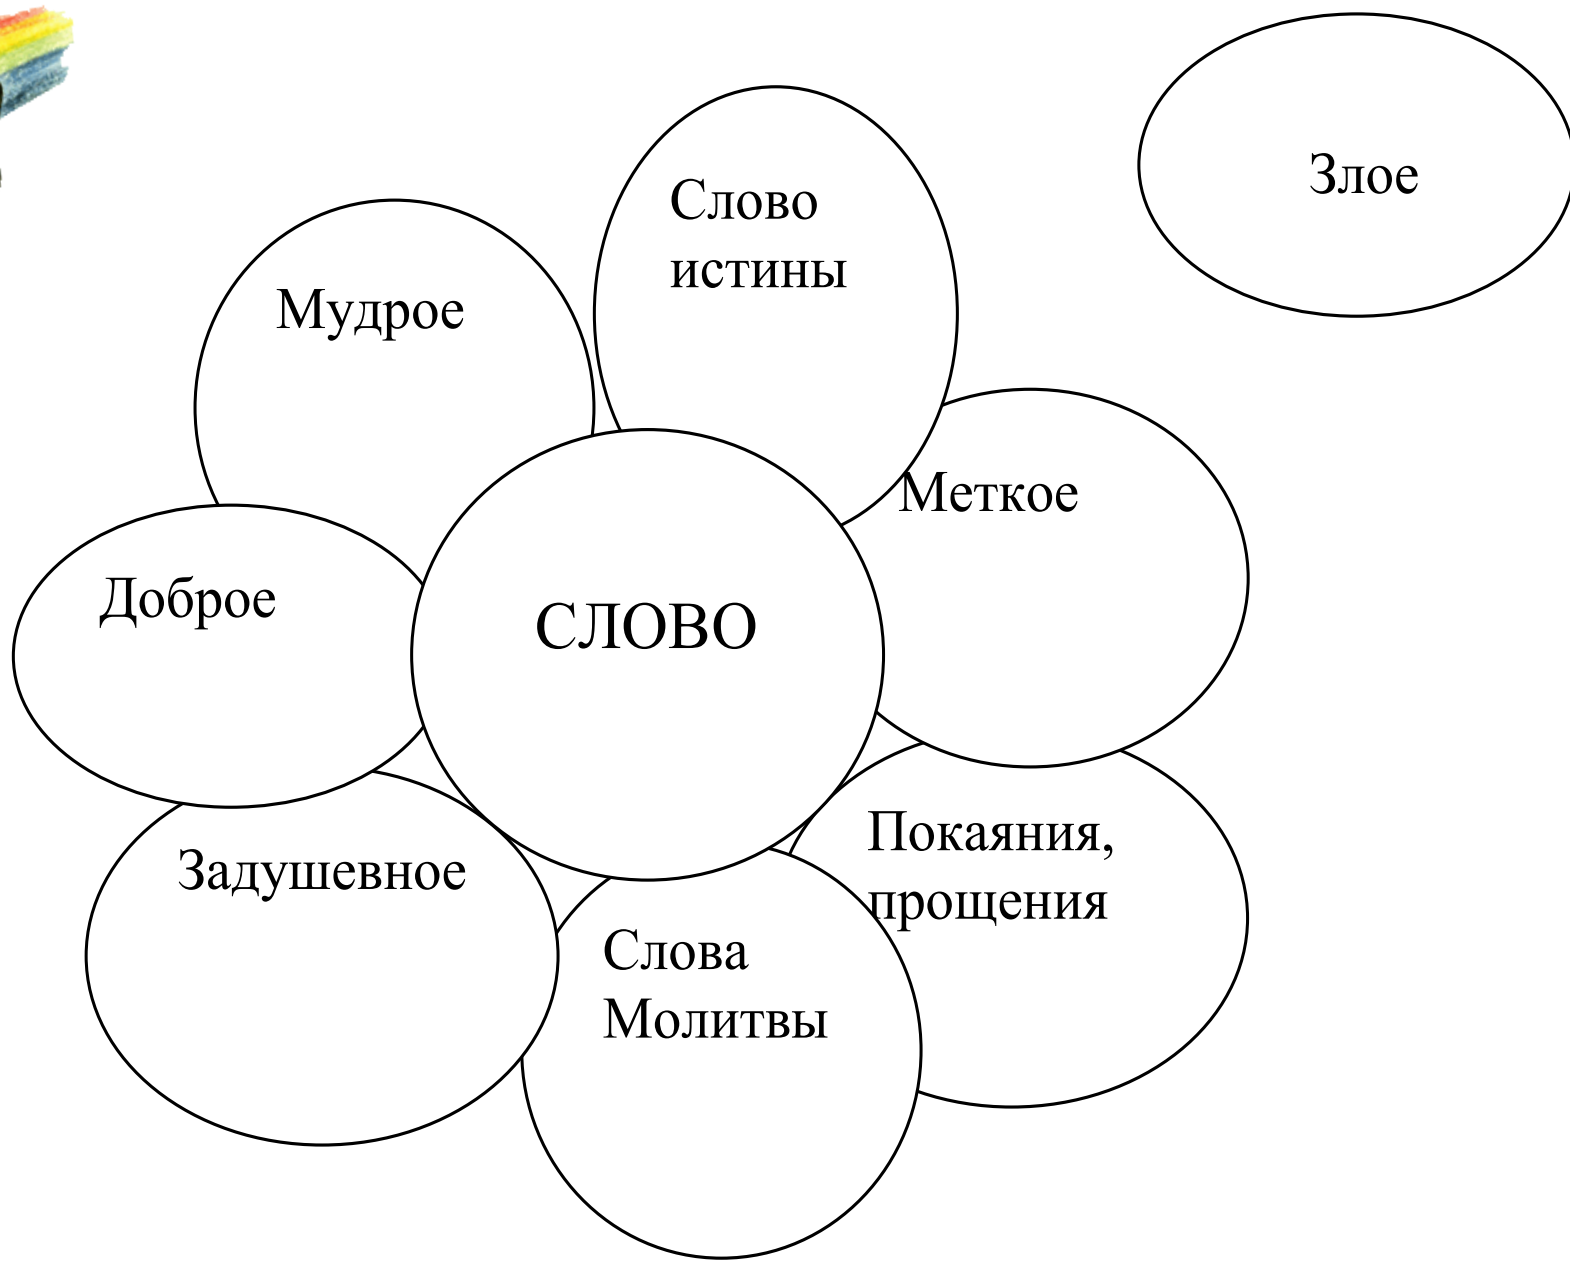 Злое
Слово
истины
Мудрое
Меткое
Доброе
СЛОВО
Покаяния,
прощения
Задушевное
Слова
Молитвы